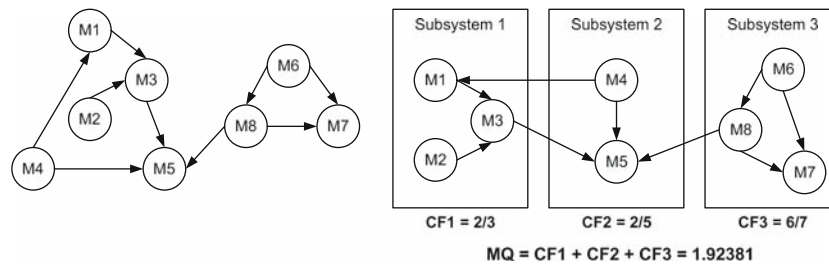 M1
M3
M2
M4
M5
M6
M8
M7
Subsystem 1
M1
M3
M2
CF1 = 2/3
Subsystem 2
M4
M5
CF2 = 2/5
Subsystem 3
M6
M8
M7
CF3 = 6/7
MQ = CF1 + CF2 + CF3 = 1.92381